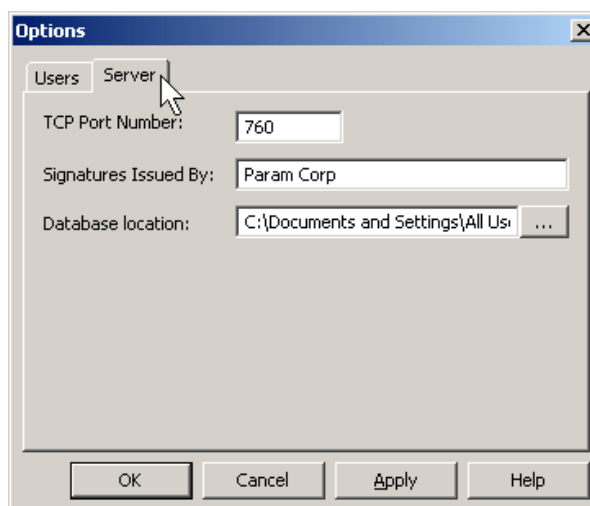 Options
Users Server
TCP Port Number: 760
Signatures Issued By: Param Corp
Database location: C:\Documents and Settings\All Us ...
OK Cancel Apply Help